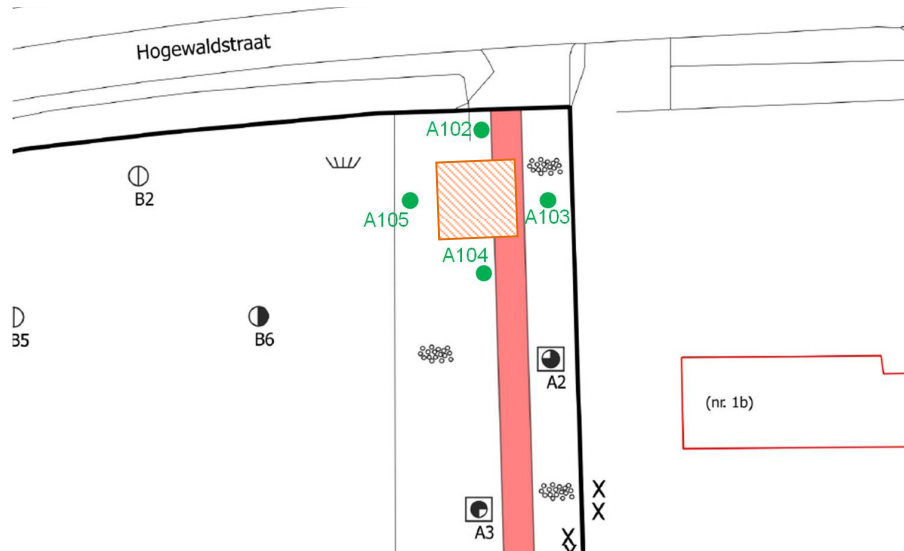 Hogewaldstraat
A102
B2
A105
A103
A104
B5
B6
A2
(nr. 1b)
X
X
A3
X
X